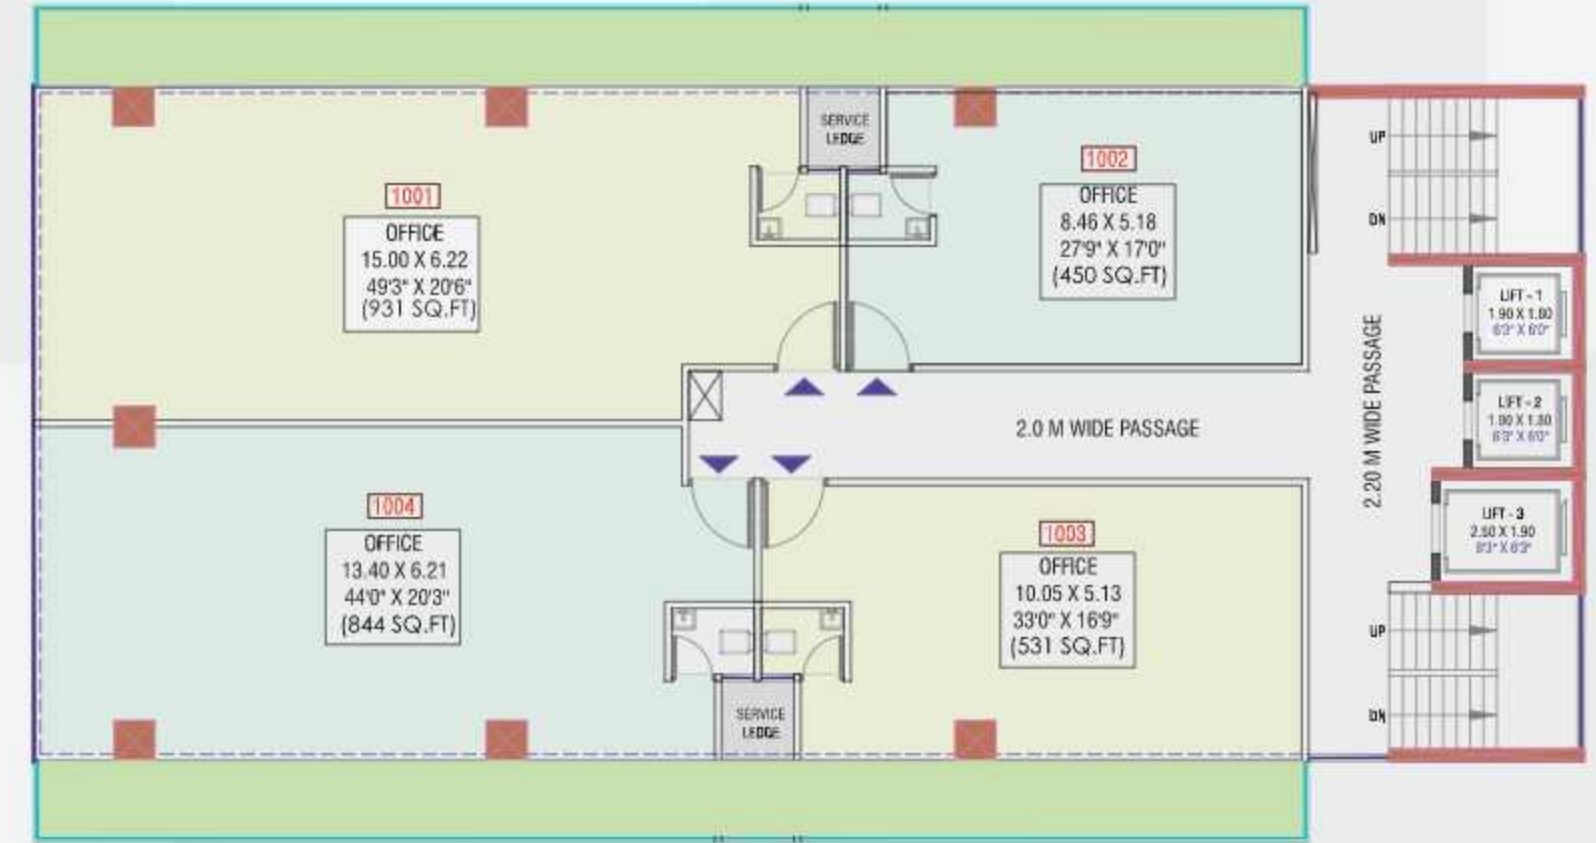 SERVICE
LEDGE
1001
OFFICE
15.00 X 6.22
49'3" X 20'6"
(931 SQ.FT)
1002
OFFICE
8.46 X 5.18
27'9" X 17'0"
(450 SQ.FT)
UP
DN
LIFT - 1
1.90 X 1.80
6'3" X 6'0"
2.0 M WIDE PASSAGE
2.20 M WIDE PASSAGE
LIFT - 2
1.90 X 1.80
6'3" X 6'0"
LIFT - 3
2.50 X 1.90
8'3" X 6'3"
1004
OFFICE
13.40 X 6.21
44'0" X 20'3"
(844 SQ.FT)
1003
OFFICE
10.05 X 5.13
33'0" X 16'9"
(531 SQ.FT)
UP
DN
SERVICE
LEDGE